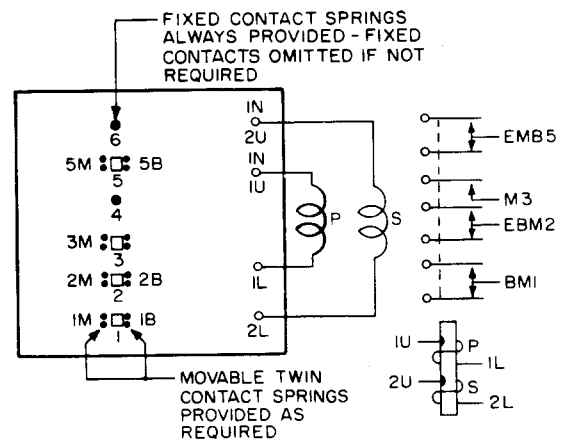 FIXED CONTACT SPRINGS
ALWAYS PROVIDED-FIXED
CONTACTS OMITTED IF NOT
REQUIRED
6
5M 5B
5
4
3M
3
2M 2B
2
1M 1B
1
IN
2U
IN
1U
1L
2L
P
S
EMB5
M3
EBM2
BM1
1U P
1L
2U S
2L
MOVABLE TWIN
CONTACT SPRINGS
PROVIDED AS
REQUIRED